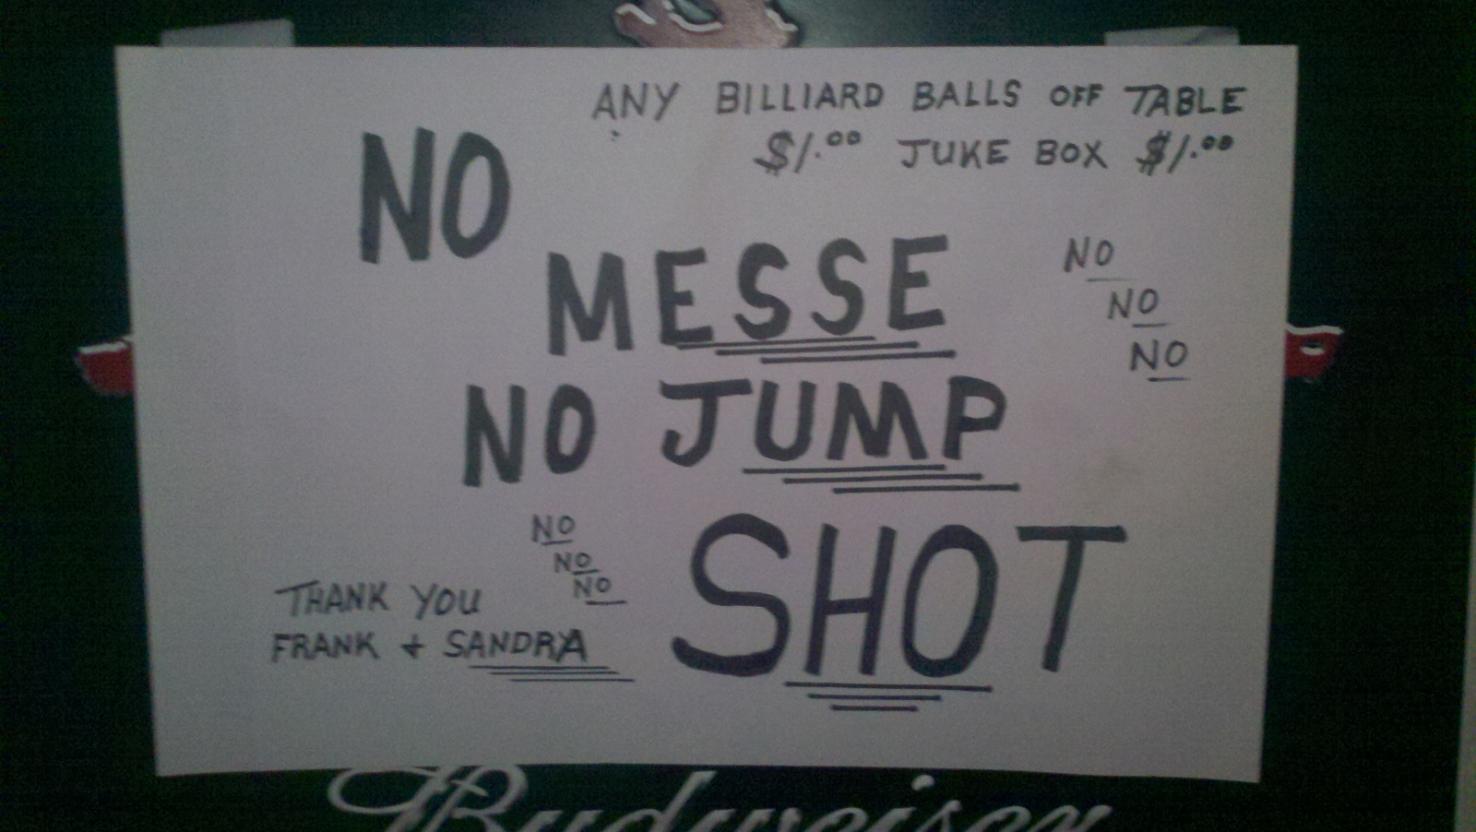 ANY BILLIARD BALLS OFF TABLE
$1.00 JUKE BOX $1.00
NO
MESSE
NO
NO
NO
NO JUMP
SHOT
NO
NO
NO
THANK YOU
FRANK + SANDRA
Budweiser